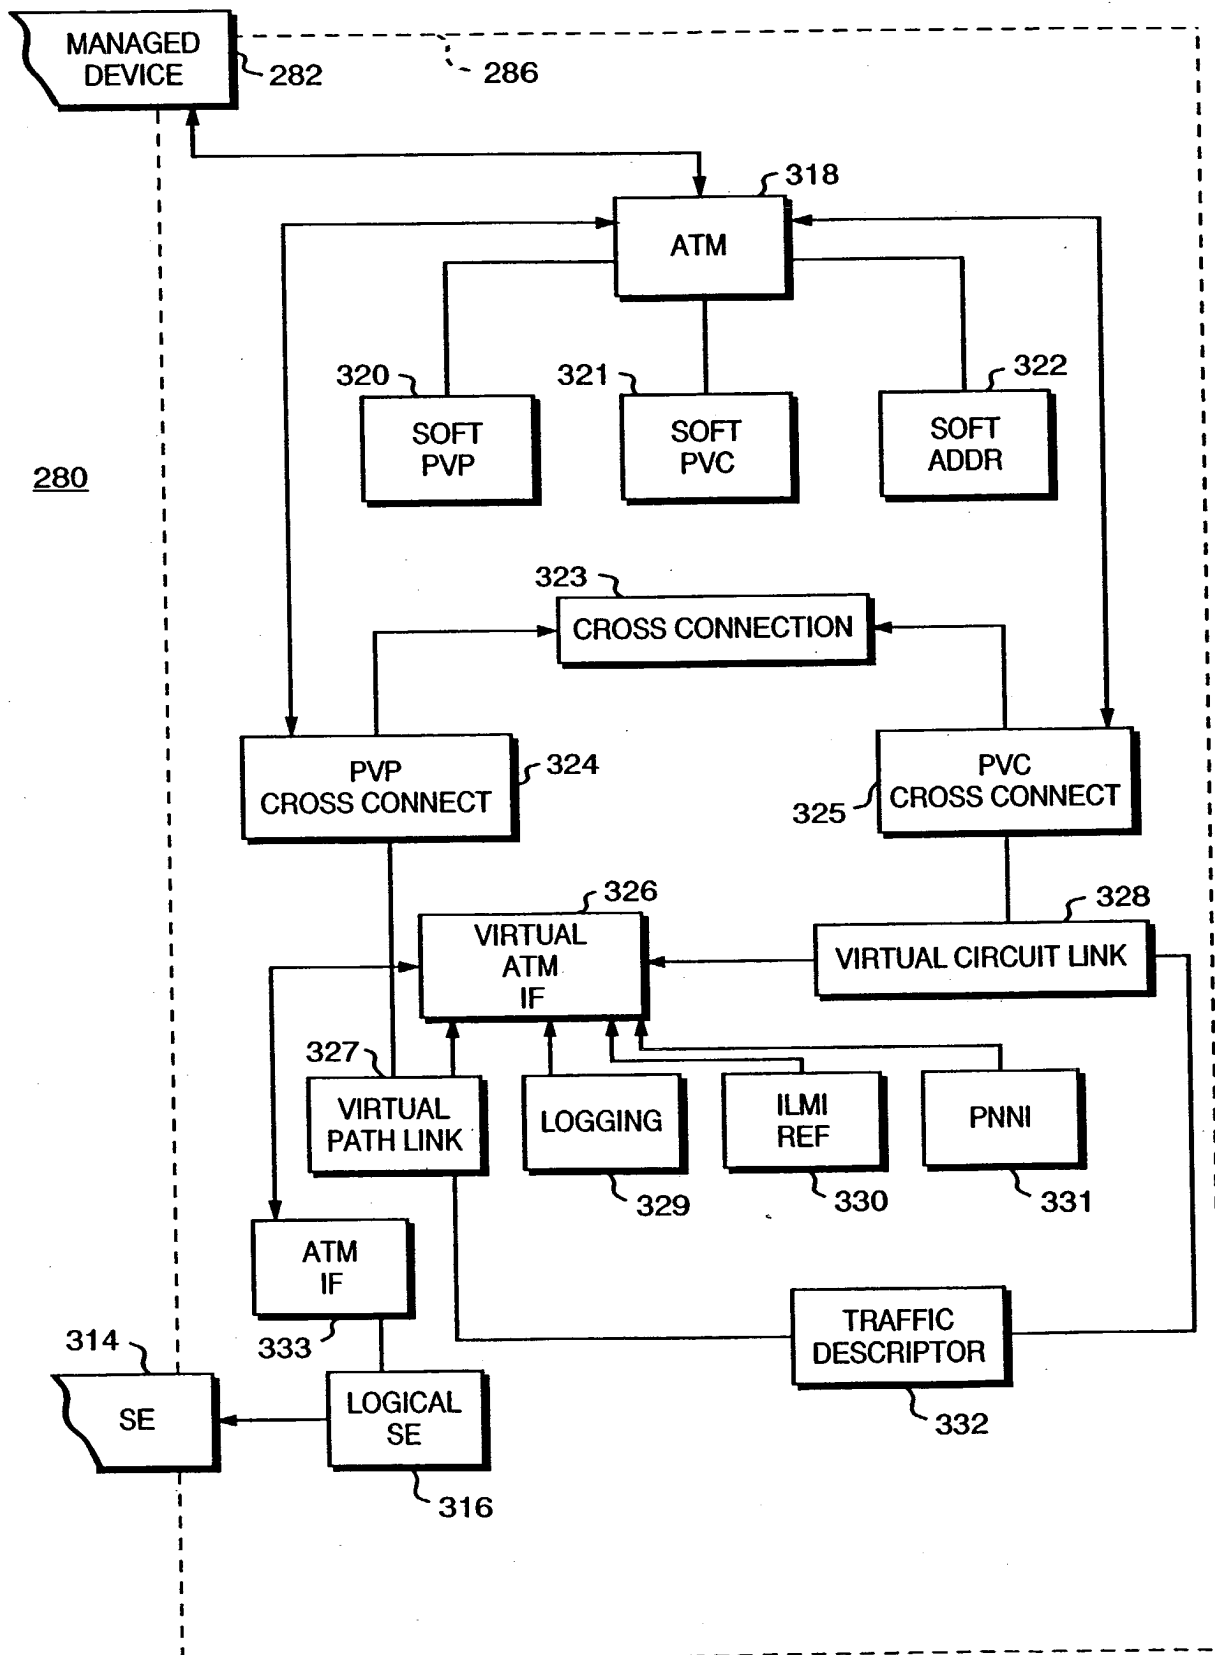 MANAGED
DEVICE
282
286
318
ATM
320
321
322
SOFT
PVP
SOFT
PVC
SOFT
ADDR
280
323
CROSS CONNECTION
PVP
CROSS CONNECT
324
PVC
CROSS CONNECT
325
326
328
VIRTUAL
ATM
IF
VIRTUAL CIRCUIT LINK
327
VIRTUAL
PATH LINK
LOGGING
ILMI
REF
PNNI
329
330
331
ATM
IF
333
314
TRAFFIC
DESCRIPTOR
332
SE
LOGICAL
SE
316